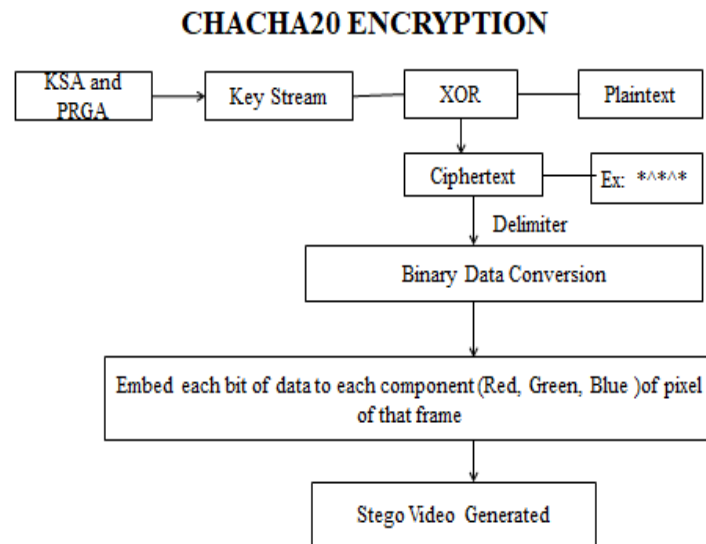 CHACHA20 ENCRYPTION
KSA and
PRGA
Key Stream
XOR
Plaintext
Ciphertext
Ex: *^*^*
Delimiter
Binary Data Conversion
Embed each bit of data to each component (Red, Green, Blue )of pixel
of that frame
Stego Video Generated